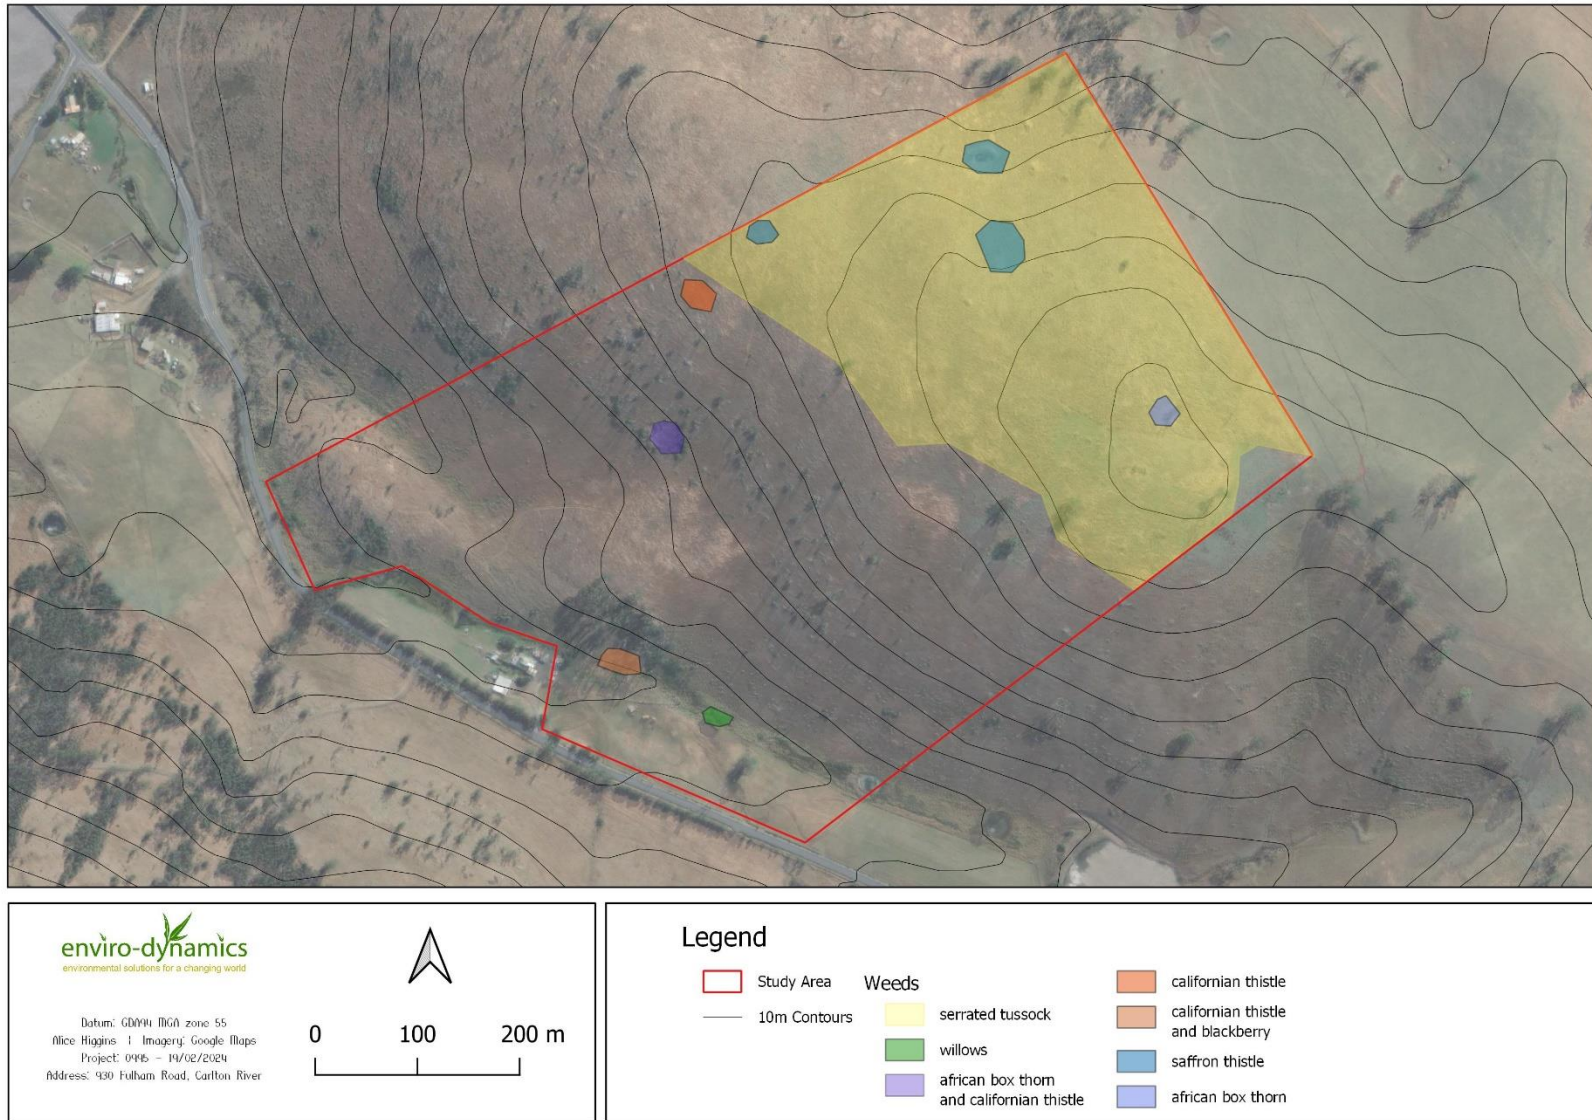 enviro-dynamics
environmental solutions for a changing world
Datum: GDA94 MGA zone 55
Alice Higgins | Imagery: Google Maps
Project: 0995 - 19/02/2024
Address: 930 Fulham Road, Carlton River
0 100 200 m
Legend
Study Area
10m Contours
Weeds
serrated tussock
willows
african box thorn
and californian thistle
californian thistle
californian thistle
and blackberry
saffron thistle
african box thorn